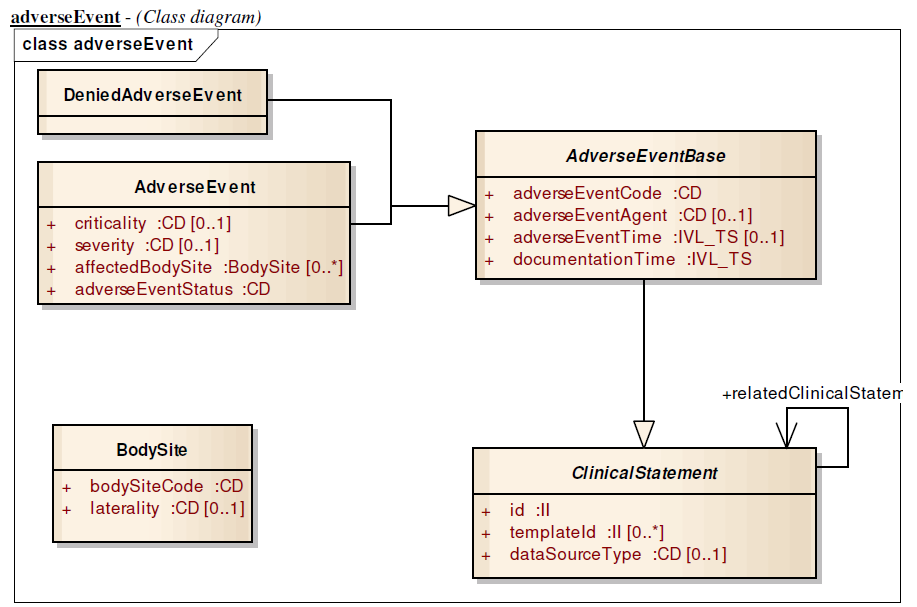 adverseEvent - (Class diagram)
class adverseEvent
DeniedAdverseEvent
AdverseEvent
+ criticality :CD [0..1]
+ severity :CD [0..1]
+ affectedBodySite :BodySite [0..*]
+ adverseEventStatus :CD
AdverseEventBase
+ adverseEventCode :CD
+ adverseEventAgent :CD [0..1]
+ adverseEventTime :IVL_TS [0..1]
+ documentationTime :IVL_TS
+relatedClinicalStatem
BodySite
+ bodySiteCode :CD
+ laterality :CD [0..1]
ClinicalStatement
+ id :II
+ templateId :II [0..*]
+ dataSourceType :CD [0..1]